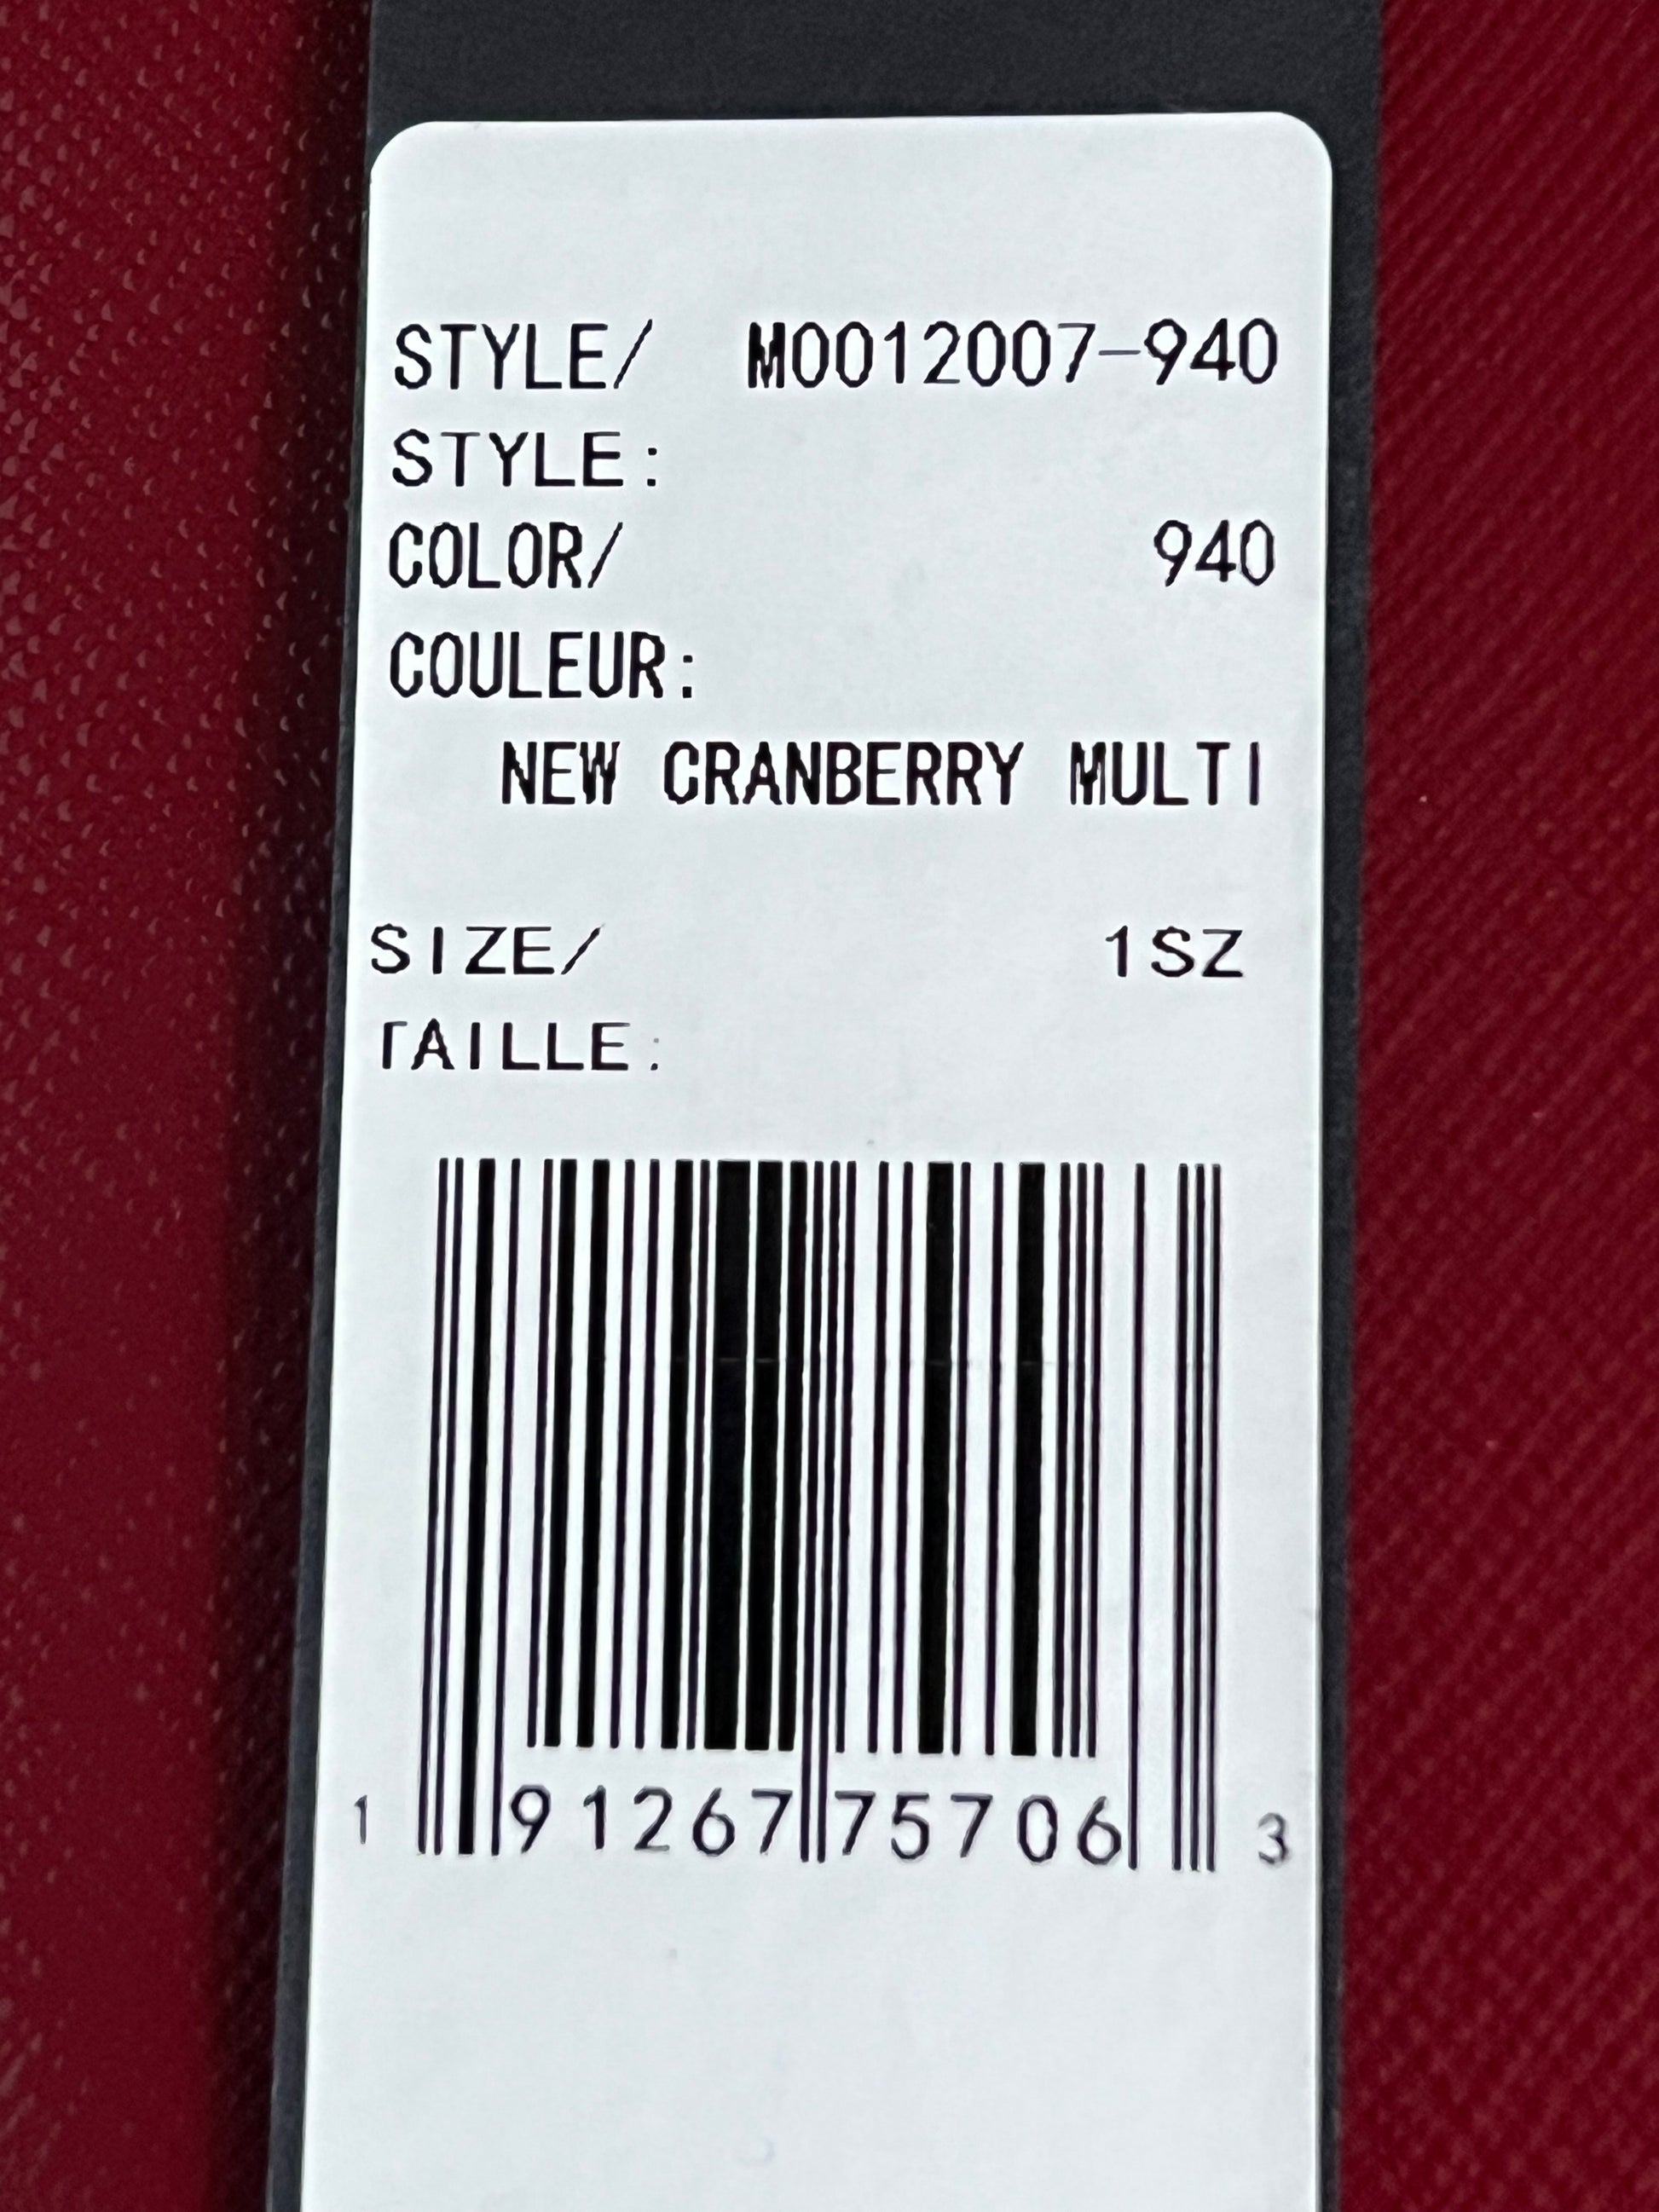 STYLE/ M0012007-940
STYLE:
COLOR/ 940
COULEUR:
NEW CRANBERRY MULTI
SIZE/ 1SZ
TAILLE:
1 91267 75706 3